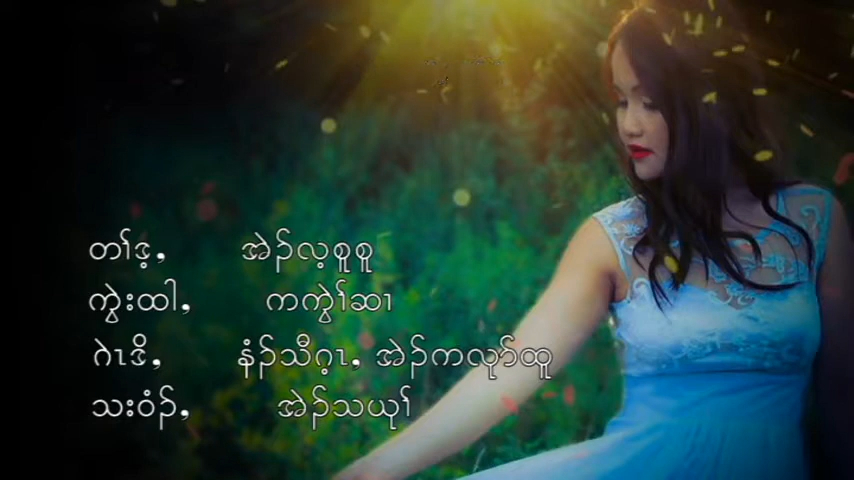 တၢ်ဒ့, အဲၣ်လ့စူစူ
ကွဲးထါ, ကကွဲၢ်ဆၢ
ဂဲၤဒိ, နံၣ်သီဂ့ၤ, အဲၣ်ကလုာ်ထူ
သးဝံၣ်, အဲၣ်သယုၢ်